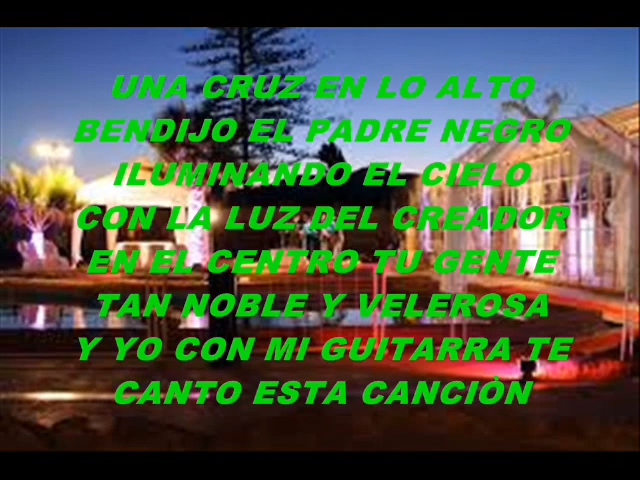 UNA CRUZ EN LO ALTO
BENDIJO EL PADRE NEGRO
ILUMINANDO EL CIELO
CON LA LUZ DEL CREADOR
EN EL CENTRO TU GENTE
TAN NOBLE Y VELEROSA
Y YO CON MI GUITARRA TE
CANTO ESTA CANCIÒN